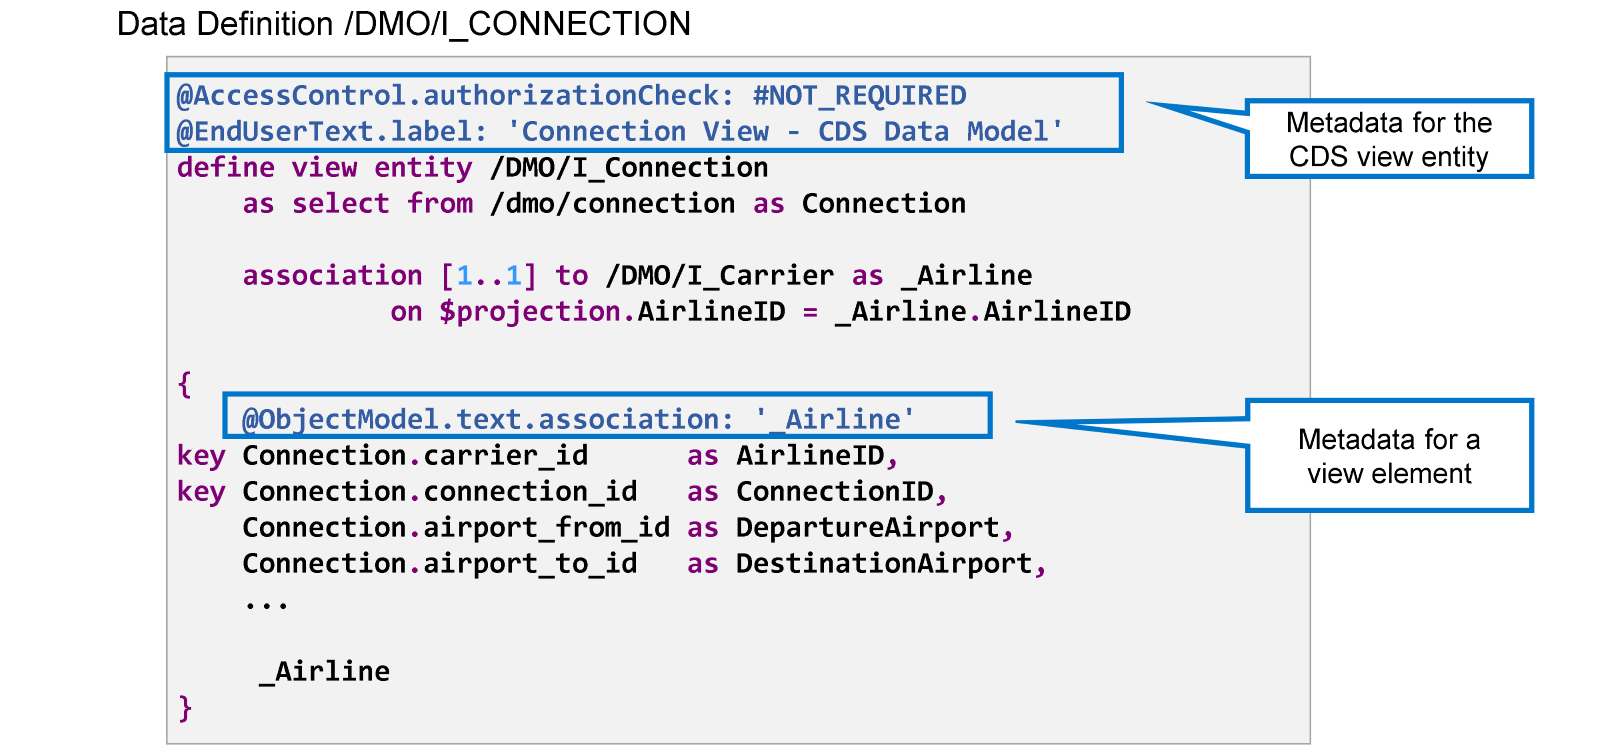 Data Definition /DMO/I_CONNECTION
@AccessControl.authorizationCheck: #NOT_REQUIRED
@EndUserText.label: 'Connection View - CDS Data Model'
define view entity /DMO/I_Connection
as select from /dmo/connection as Connection
association [1..1] to /DMO/I_Carrier as _Airline
on $projection.AirlineID = _Airline.AirlineID
{
@ObjectModel.text.association: '_Airline'
key Connection.carrier_id as AirlineID,
key Connection.connection_id as ConnectionID,
Connection.airport_from_id as DepartureAirport,
Connection.airport_to_id as DestinationAirport,
...
_Airline
}
Metadata for the
CDS view entity
Metadata for a
view element